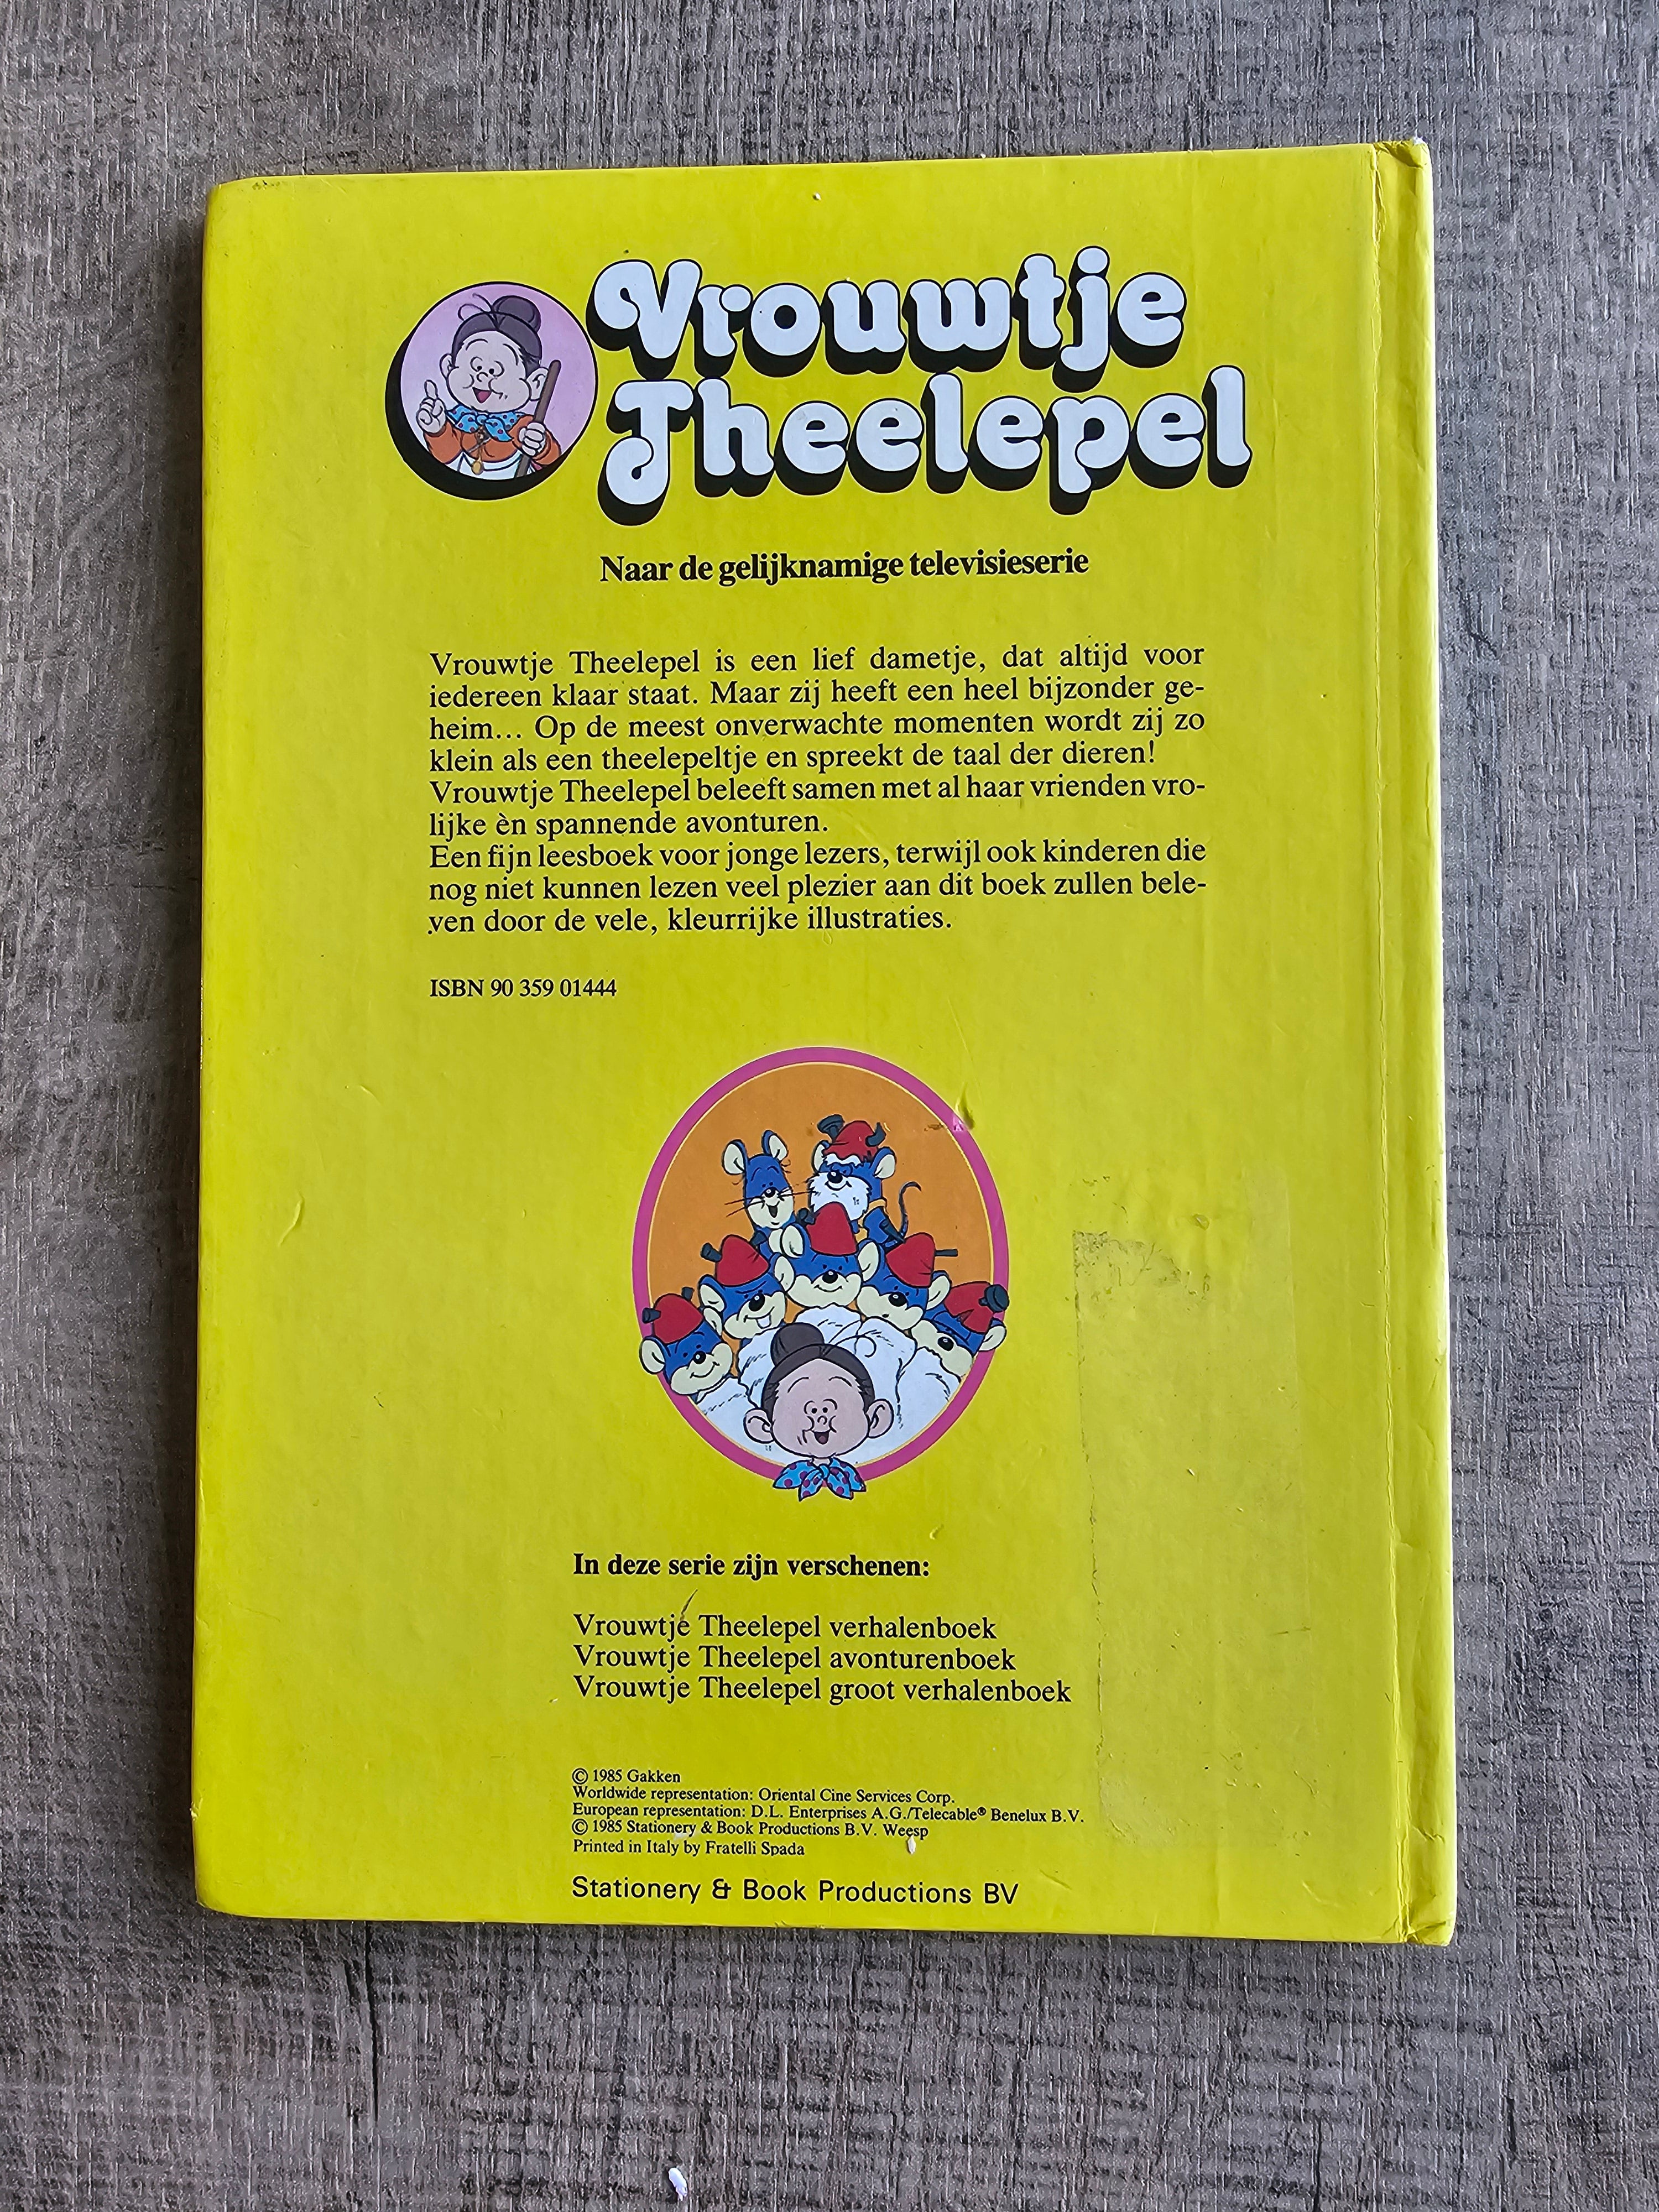 Vrouwtje
Theelepel
Naar de gelijknamige televisieserie
Vrouwtje Theelepel is een lief dametje, dat altijd voor
iedereen klaar staat. Maar zij heeft een heel bijzonder ge-
heim... Op de meest onverwachte momenten wordt zij zo
klein als een theelepeltje en spreekt de taal der dieren!
Vrouwtje Theelepel beleeft samen met al haar vrienden vro-
lijke èn spannende avonturen.
Een fijn leesboek voor jonge lezers, terwijl ook kinderen die
nog niet kunnen lezen veel plezier aan dit boek zullen bele-
ven door de vele, kleurrijke illustraties.
ISBN 90 359 01444
In deze serie zijn verschenen:
Vrouwtje Theelepel verhalenboek
Vrouwtje Theelepel avonturenboek
Vrouwtje Theelepel groot verhalenboek
© 1985 Gakken
Worldwide representation: Oriental Cine Services Corp.
European representation: D.L. Enterprises A.G./Telecable® Benelux B.V.
© 1985 Stationery & Book Productions B.V. Weesp
Printed in Italy by Fratelli Spada
Stationery & Book Productions BV